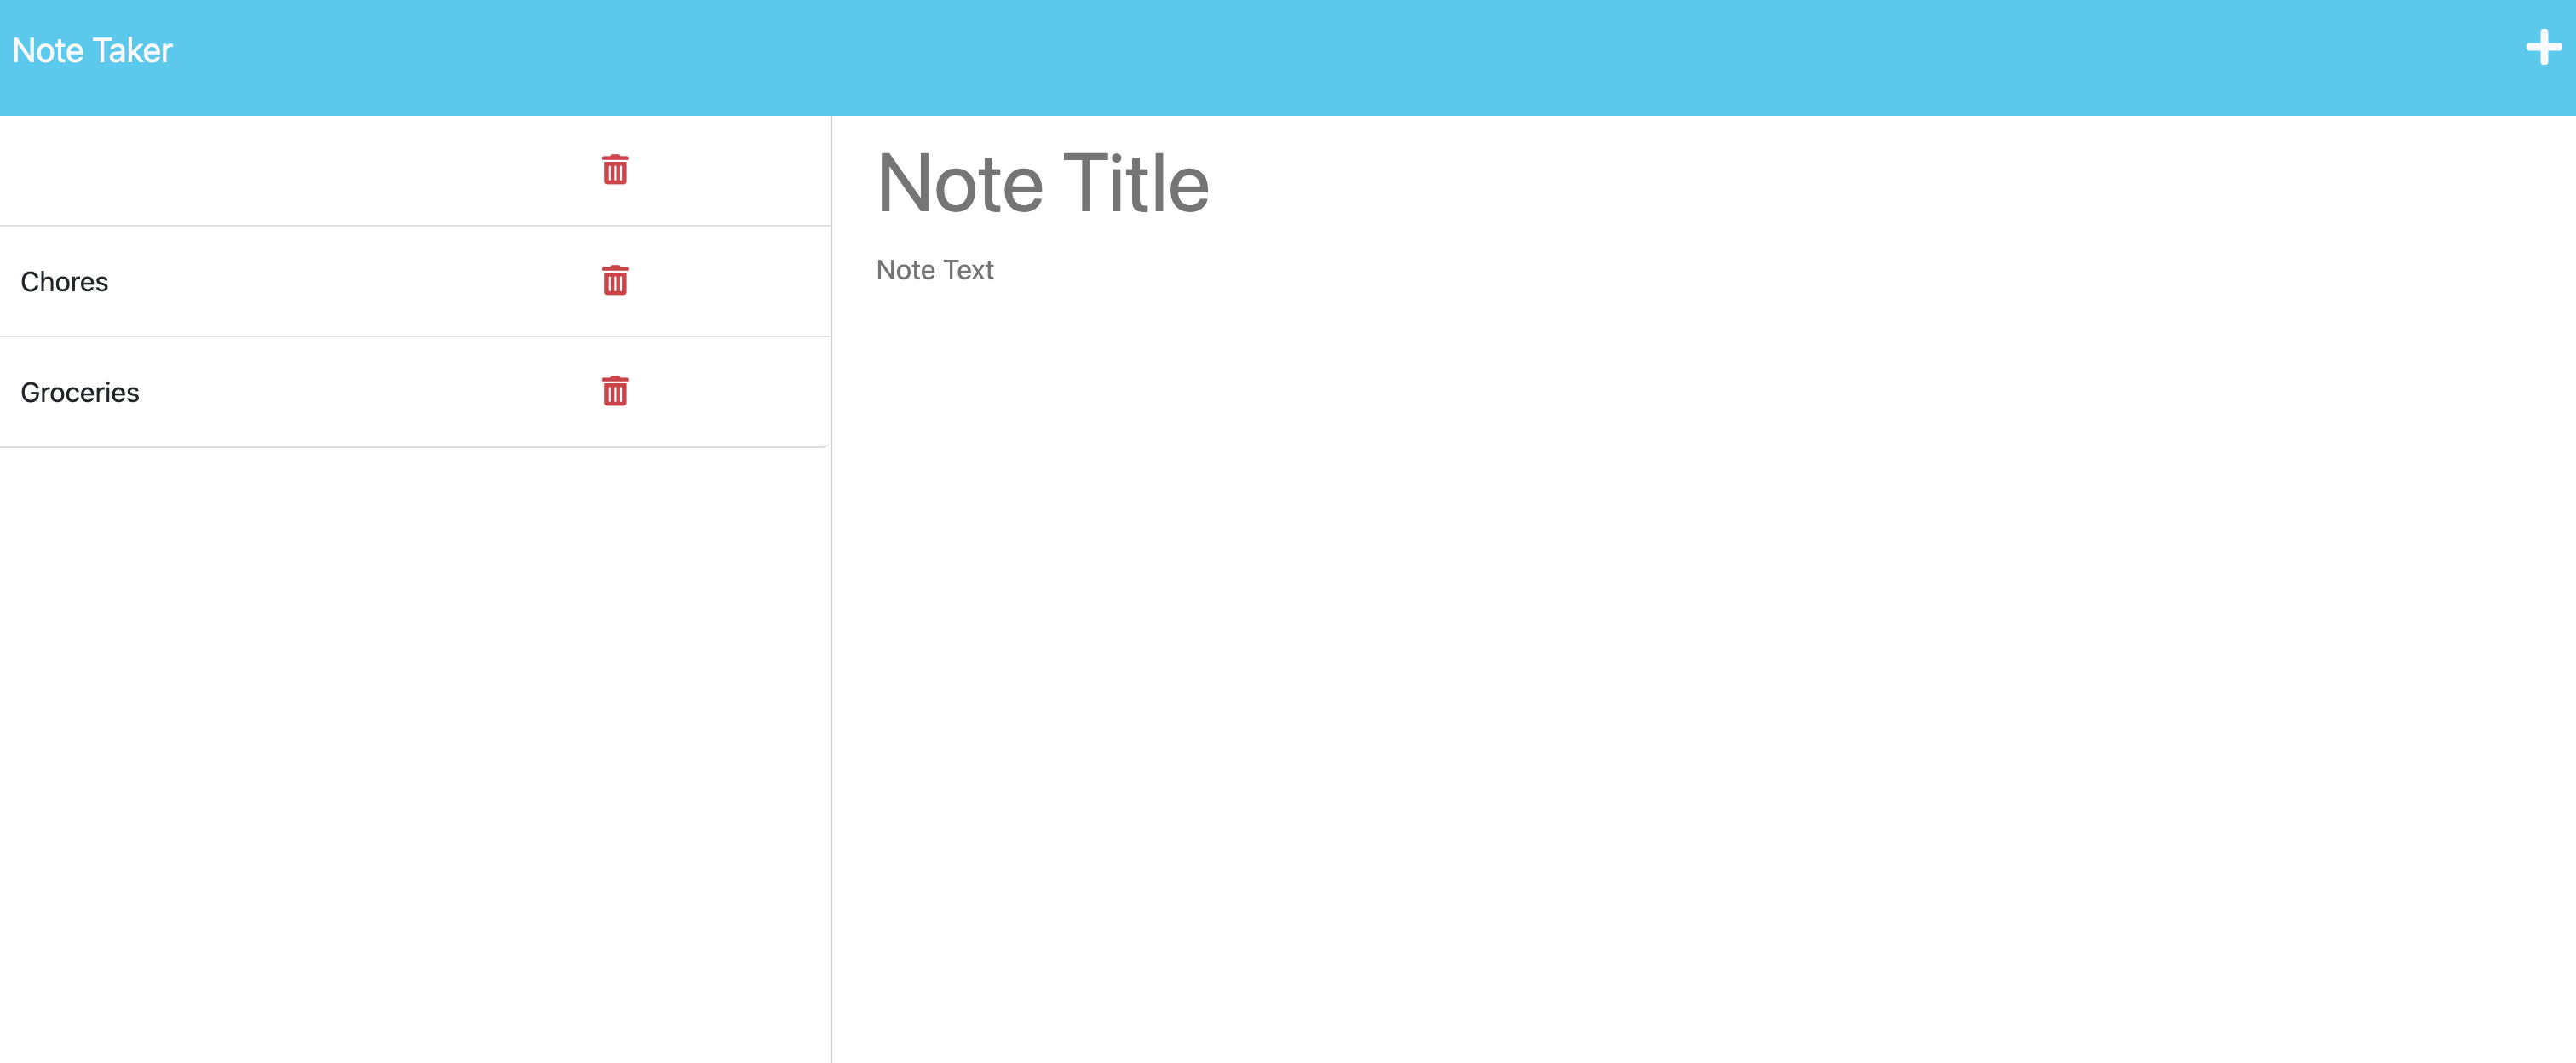 Note Taker
Chores
Groceries
Note Title
Note Text